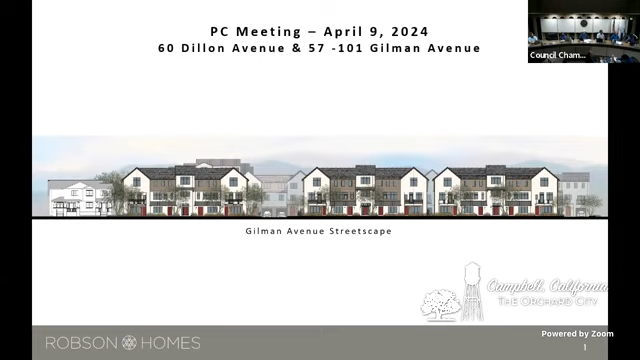 PC Meeting – April 9, 2024
60 Dillon Avenue & 57 -101 Gilman Avenue
Council Cham...
Gilman Avenue Streetscape
Campbell, California
THE ORCHARD CITY
Powered by Zoom
ROBSON HOMES
1